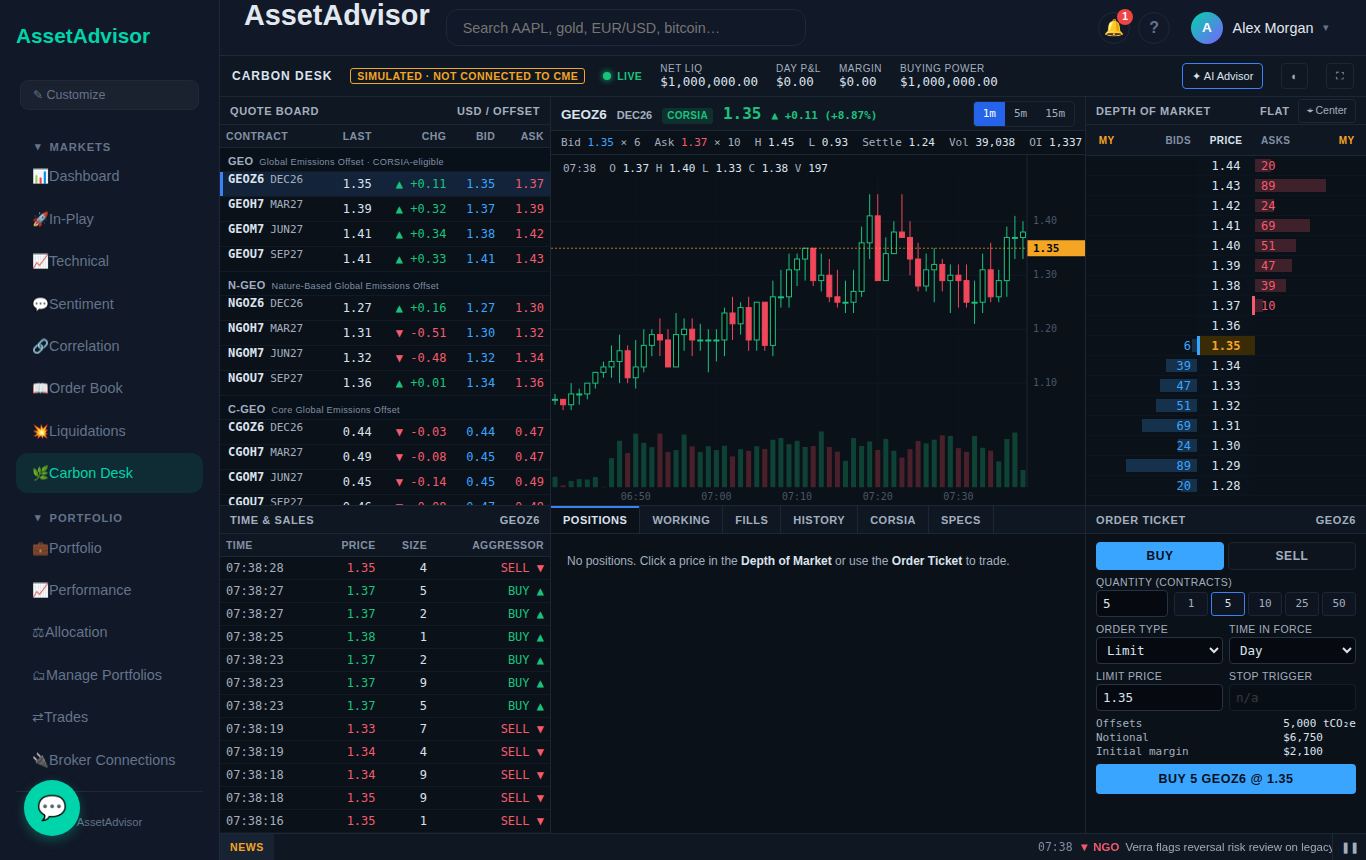 AssetAdvisor
✎ Customize
▼ MARKETS
Dashboard
In-Play
Technical
Sentiment
Correlation
Order Book
Liquidations
Carbon Desk
▼ PORTFOLIO
Portfolio
Performance
Allocation
Manage Portfolios
Trades
Broker Connections
AssetAdvisor
AssetAdvisor
Search AAPL, gold, EUR/USD, bitcoin…
1
?
A Alex Morgan ▾
CARBON DESK
SIMULATED · NOT CONNECTED TO CME
LIVE
NET LIQ $1,000,000.00
DAY P&L $0.00
MARGIN $0.00
BUYING POWER $1,000,000.00
✦ AI Advisor
QUOTE BOARD USD / OFFSET
CONTRACT LAST CHG BID ASK
GEO Global Emissions Offset · CORSIA-eligible
GEOZ6 DEC26 1.35 ▲ +0.11 1.35 1.37
GEOH7 MAR27 1.39 ▲ +0.32 1.37 1.39
GEOM7 JUN27 1.41 ▲ +0.34 1.38 1.42
GEOU7 SEP27 1.41 ▲ +0.33 1.41 1.43
N-GEO Nature-Based Global Emissions Offset
NGOZ6 DEC26 1.27 ▲ +0.16 1.27 1.30
NGOH7 MAR27 1.31 ▼ -0.51 1.30 1.32
NGOM7 JUN27 1.32 ▼ -0.48 1.32 1.34
NGOU7 SEP27 1.36 ▲ +0.01 1.34 1.36
C-GEO Core Global Emissions Offset
CGOZ6 DEC26 0.44 ▼ -0.03 0.44 0.47
CGOH7 MAR27 0.49 ▼ -0.08 0.45 0.47
CGOM7 JUN27 0.45 ▼ -0.14 0.45 0.49
CGOU7 SEP27
GEOZ6 DEC26 CORSIA 1.35 ▲ +0.11 (+8.87%)
1m 5m 15m
Bid 1.35 × 6 Ask 1.37 × 10 H 1.45 L 0.93 Settle 1.24 Vol 39,038 OI 1,337
07:38 O 1.37 H 1.40 L 1.33 C 1.38 V 197
1.40
1.35
1.30
1.20
1.10
06:50 07:00 07:10 07:20 07:30
DEPTH OF MARKET FLAT Center
MY BIDS PRICE ASKS MY
1.44 20
1.43 89
1.42 24
1.41 69
1.40 51
1.39 47
1.38 39
1.37 10
1.36
6 1.35
39 1.34
47 1.33
51 1.32
69 1.31
24 1.30
89 1.29
20 1.28
TIME & SALES GEOZ6
TIME PRICE SIZE AGGRESSOR
07:38:28 1.35 4 SELL ▼
07:38:27 1.37 5 BUY ▲
07:38:27 1.37 2 BUY ▲
07:38:25 1.38 1 BUY ▲
07:38:23 1.37 2 BUY ▲
07:38:23 1.37 9 BUY ▲
07:38:23 1.37 5 BUY ▲
07:38:19 1.33 7 SELL ▼
07:38:19 1.34 4 SELL ▼
07:38:18 1.34 9 SELL ▼
07:38:18 1.35 9 SELL ▼
07:38:16 1.35 1 SELL ▼
POSITIONS WORKING FILLS HISTORY CORSIA SPECS
No positions. Click a price in the Depth of Market or use the Order Ticket to trade.
ORDER TICKET GEOZ6
BUY SELL
QUANTITY (CONTRACTS)
5 1 5 10 25 50
ORDER TYPE TIME IN FORCE
Limit Day
LIMIT PRICE STOP TRIGGER
1.35 n/a
Offsets 5,000 tCO₂e
Notional $6,750
Initial margin $2,100
BUY 5 GEOZ6 @ 1.35
NEWS
07:38 ▼ NGO Verra flags reversal risk review on legacy